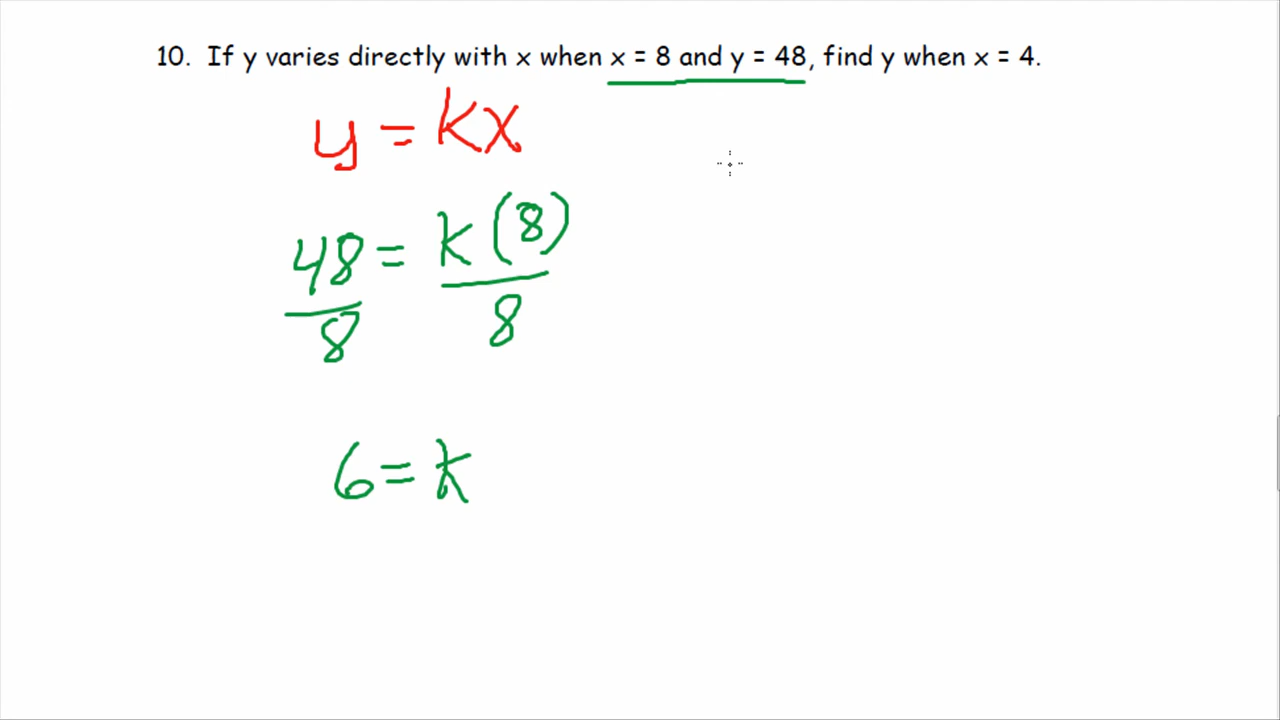 10. If y varies directly with x when x = 8 and y = 48, find y when x = 4.
y = kx
48 = k (8)
8 8
6 = k